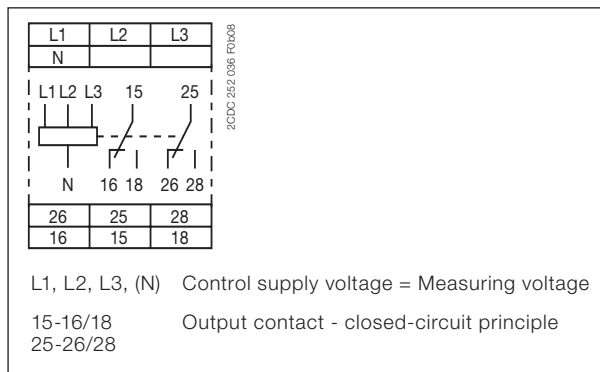 L1 L2 L3
N
L1 L2 L3 15 25
N 16 18 26 28
26 25 28
16 15 18
2CDC 252 036 F0b08
L1, L2, L3, (N) Control supply voltage = Measuring voltage
15-16/18 Output contact - closed-circuit principle
25-26/28